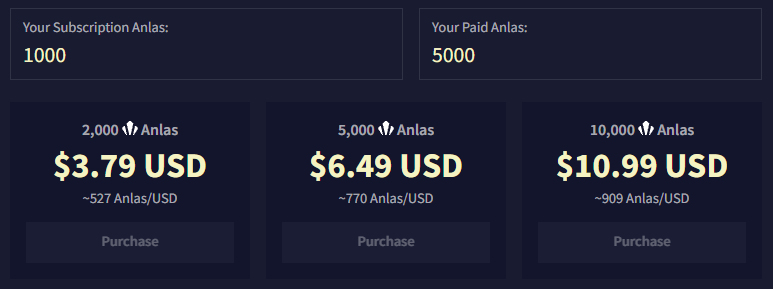 Your Subscription Anlas:
1000
Your Paid Anlas:
5000
2,000 Anlas
$3.79 USD
~527 Anlas/USD
Purchase
5,000 Anlas
$6.49 USD
~770 Anlas/USD
Purchase
10,000 Anlas
$10.99 USD
~909 Anlas/USD
Purchase